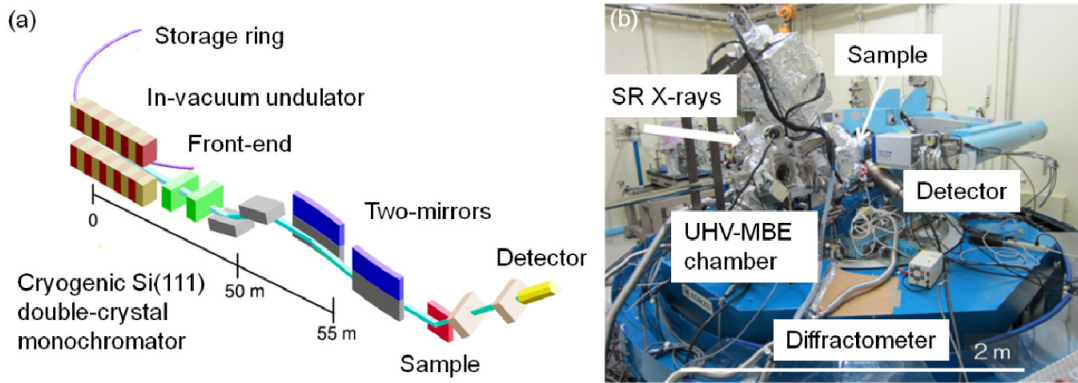 (a)
Storage ring
In-vacuum undulator
Front-end
Two-mirrors
Detector
0
50 m
55 m
Cryogenic Si(111)
double-crystal
monochromator
Sample
(b)
Sample
SR X-rays
Detector
UHV-MBE
chamber
Diffractometer
2 m